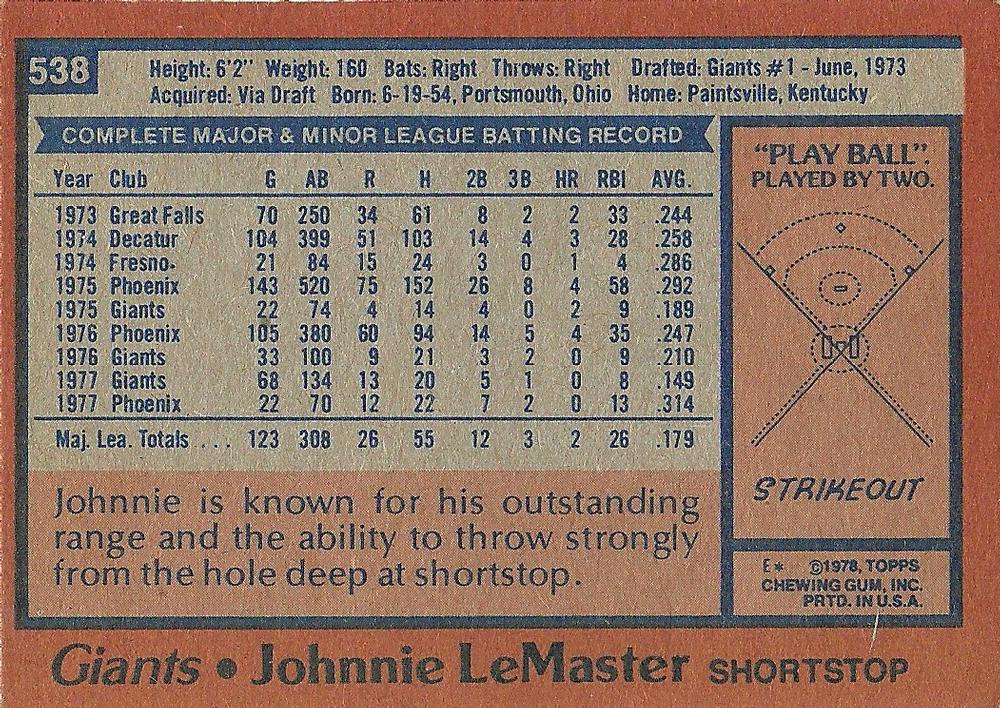 538
Height: 6'2" Weight: 160 Bats: Right Throws: Right Drafted: Giants #1 - June, 1973
Acquired: Via Draft Born: 6-19-54, Portsmouth, Ohio Home: Paintsville, Kentucky
COMPLETE MAJOR & MINOR LEAGUE BATTING RECORD
Year Club G AB R H 2B 3B HR RBI AVG.
1973 Great Falls 70 250 34 61 8 2 2 33 .244
1974 Decatur 104 399 51 103 14 4 3 28 .258
1974 Fresno 21 84 15 24 3 0 1 4 .286
1975 Phoenix 143 520 75 152 26 8 4 58 .292
1975 Giants 22 74 4 14 4 0 2 9 .189
1976 Phoenix 105 380 60 94 14 5 4 35 .247
1976 Giants 33 100 9 21 3 2 0 9 .210
1977 Giants 68 134 13 20 5 1 0 8 .149
1977 Phoenix 22 70 12 22 7 2 0 13 .314
Maj. Lea. Totals . . . 123 308 26 55 12 3 2 26 .179
Johnnie is known for his outstanding
range and the ability to throw strongly
from the hole deep at shortstop.
"PLAY BALL".
PLAYED BY TWO.
STRIKEOUT
E* ©1978, TOPPS
CHEWING GUM, INC.
PRTD. IN U.S.A.
Giants • Johnnie LeMaster SHORTSTOP